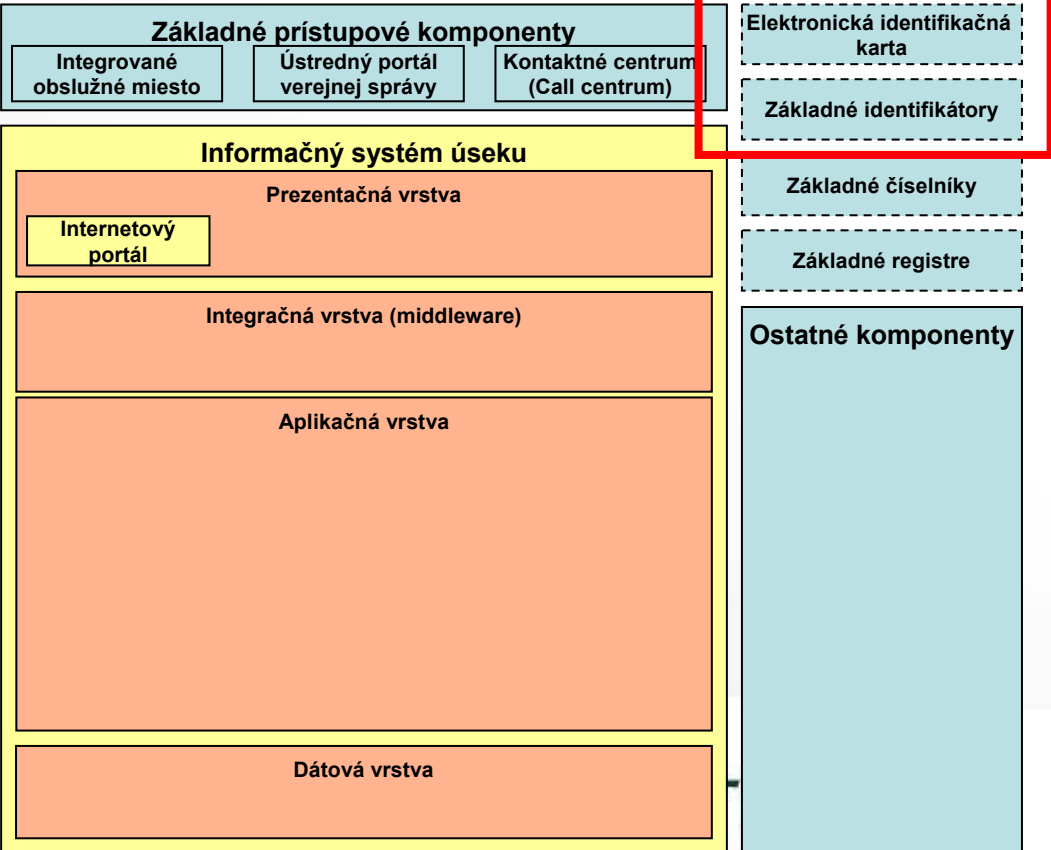 Základné prístupové komponenty
Integrované
obslužné miesto
Ústredný portál
verejnej správy
Kontaktné centrum
(Call centrum)
Informačný systém úseku
Prezentačná vrstva
Internetový
portál
Integračná vrstva (middleware)
Aplikačná vrstva
Dátová vrstva
Elektronická identifikačná
karta
Základné identifikátory
Základné číselníky
Základné registre
Ostatné komponenty